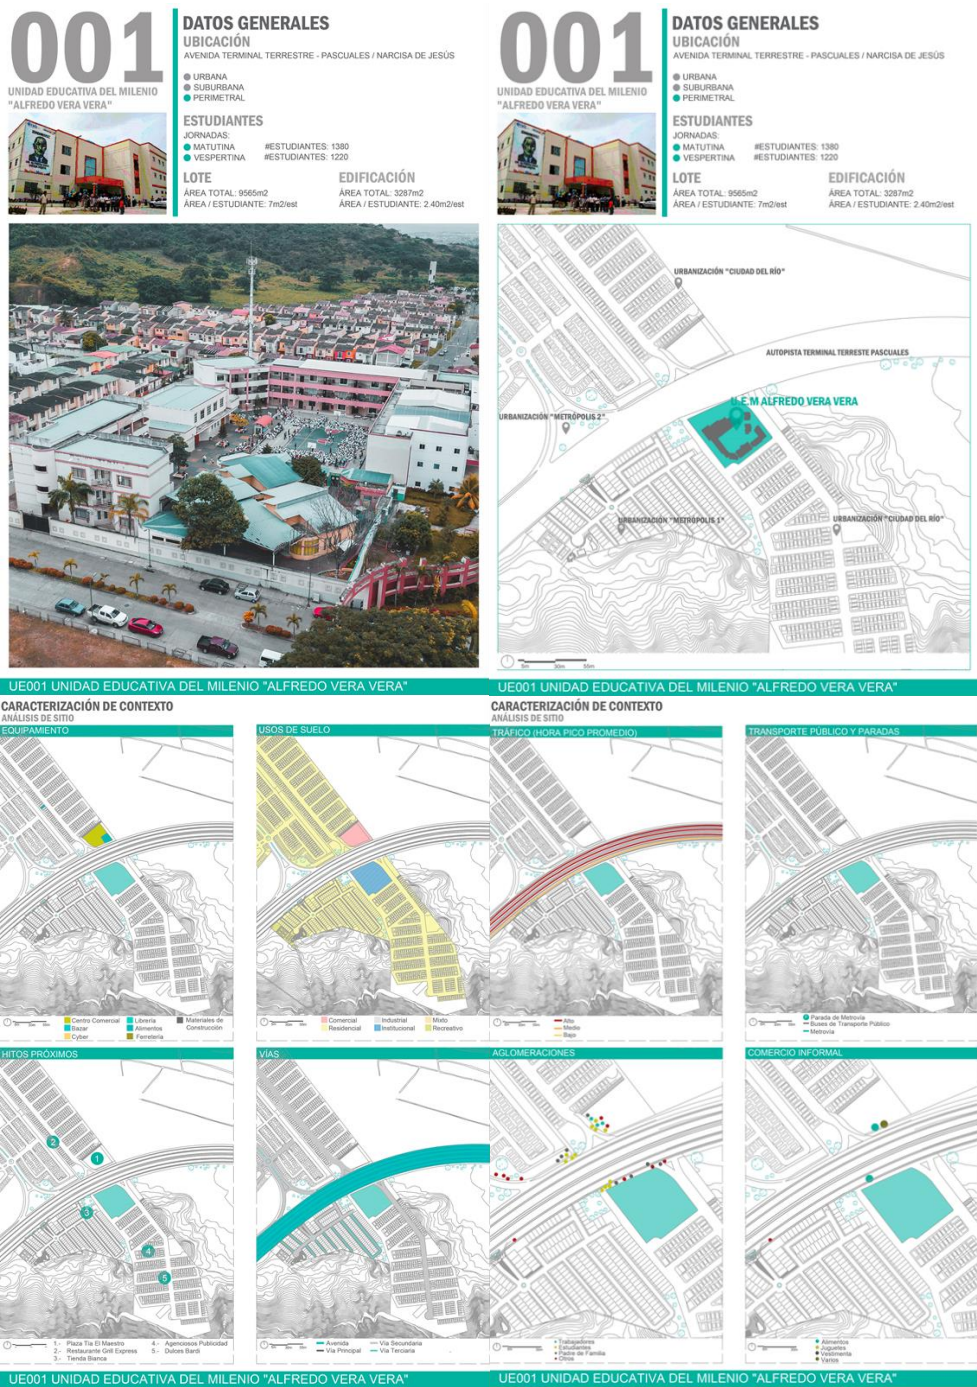 001
UNIDAD EDUCATIVA DEL MILENIO
"ALFREDO VERA VERA"
DATOS GENERALES
UBICACIÓN
AVENIDA TERMINAL TERRESTRE - PASCUALES / NARCISA DE JESÚS
URBANA
SUBURBANA
PERIMETRAL
ESTUDIANTES
JORNADAS:
MATUTINA #ESTUDIANTES: 1380
VESPERTINA #ESTUDIANTES: 1220
LOTE EDIFICACIÓN
ÁREA TOTAL: 9565m2 ÁREA TOTAL: 3287m2
ÁREA / ESTUDIANTE: 7m2/est ÁREA / ESTUDIANTE: 2.40m2/est
UE001 UNIDAD EDUCATIVA DEL MILENIO "ALFREDO VERA VERA"
001
UNIDAD EDUCATIVA DEL MILENIO
"ALFREDO VERA VERA"
DATOS GENERALES
UBICACIÓN
AVENIDA TERMINAL TERRESTRE - PASCUALES / NARCISA DE JESÚS
URBANA
SUBURBANA
PERIMETRAL
ESTUDIANTES
JORNADAS:
MATUTINA #ESTUDIANTES: 1380
VESPERTINA #ESTUDIANTES: 1220
LOTE EDIFICACIÓN
ÁREA TOTAL: 9565m2 ÁREA TOTAL: 3287m2
ÁREA / ESTUDIANTE: 7m2/est ÁREA / ESTUDIANTE: 2.40m2/est
URBANIZACIÓN "CIUDAD DEL RÍO"
AUTOPISTA TERMINAL TERRESTE PASCUALES
U.E.M ALFREDO VERA VERA
URBANIZACIÓN "METRÓPOLIS 2"
URBANIZACIÓN "METRÓPOLIS 1"
URBANIZACIÓN "CIUDAD DEL RÍO"
5m 30m 55m
UE001 UNIDAD EDUCATIVA DEL MILENIO "ALFREDO VERA VERA"
CARACTERIZACIÓN DE CONTEXTO
ANÁLISIS DE SITIO
EQUIPAMIENTO
Centro Comercial Librería Materiales de
Bazar Alimentos Construcción
Cyber Ferretería
USOS DE SUELO
Comercial Industrial Mixto
Residencial Institucional Recreativo
HITOS PRÓXIMOS
2
1
3
4
5
1.- Plaza Tia El Maestro 4.- Agenciosos Publicidad
2.- Restaurante Grill Express 5.- Dulces Bardi
3.- Tienda Bianca
VÍAS
Avenida Vía Secundaria
Vía Principal Vía Terciaria
UE001 UNIDAD EDUCATIVA DEL MILENIO "ALFREDO VERA VERA"
CARACTERIZACIÓN DE CONTEXTO
ANÁLISIS DE SITIO
TRÁFICO (HORA PICO PROMEDIO)
Alto
Medio
Bajo
TRANSPORTE PÚBLICO Y PARADAS
Parada de Metrovía
Buses de Transporte Público
Metrovía
AGLOMERACIONES
Trabajadores
Estudiantes
Padre de Familia
Otros
COMERCIO INFORMAL
Alimentos
Juguetes
Vestimenta
Varios
UE001 UNIDAD EDUCATIVA DEL MILENIO "ALFREDO VERA VERA"